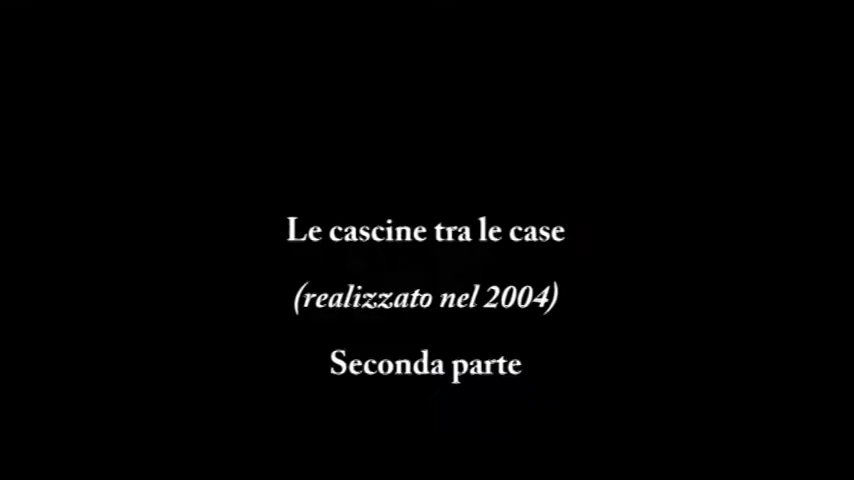 Le cascine tra le case
(realizzato nel 2004)
Seconda parte